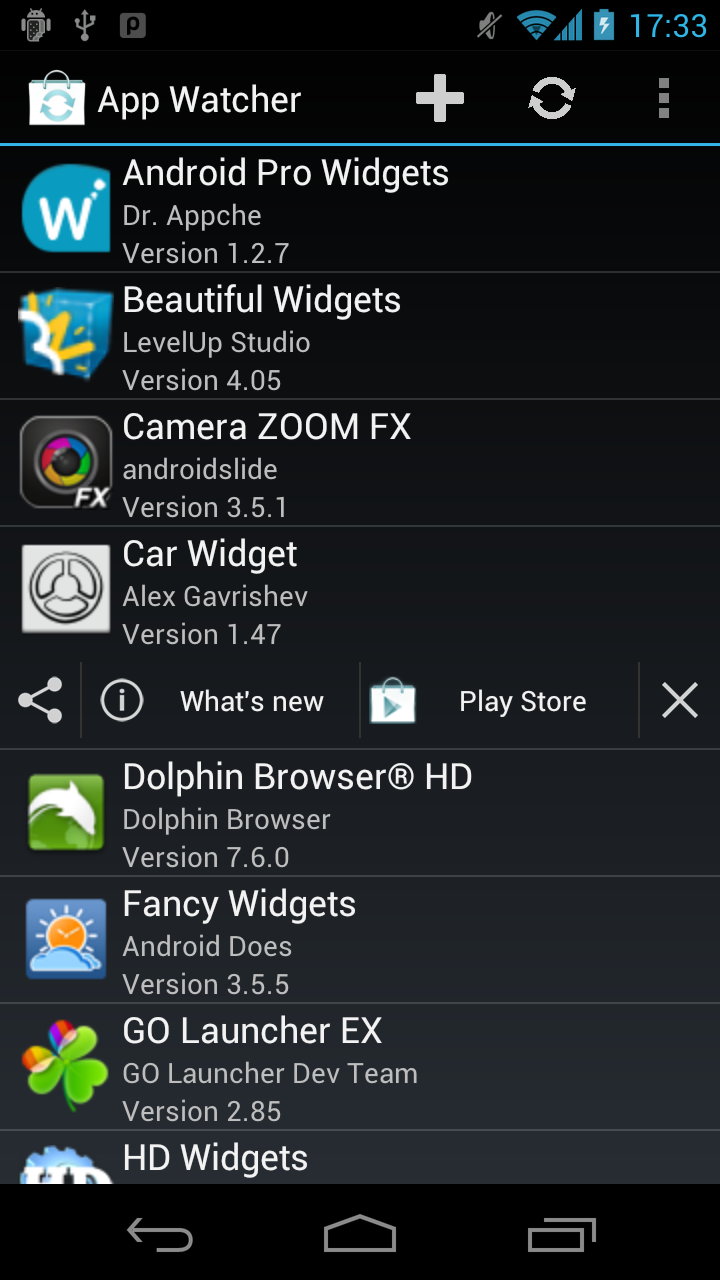 17:33
App Watcher
Android Pro Widgets
Dr. Appche
Version 1.2.7
Beautiful Widgets
LevelUp Studio
Version 4.05
Camera ZOOM FX
androidslide
Version 3.5.1
FX
Car Widget
Alex Gavrishev
Version 1.47
What's new
Play Store
Dolphin Browser® HD
Dolphin Browser
Version 7.6.0
Fancy Widgets
Android Does
Version 3.5.5
GO Launcher EX
GO Launcher Dev Team
Version 2.85
HD Widgets
HD